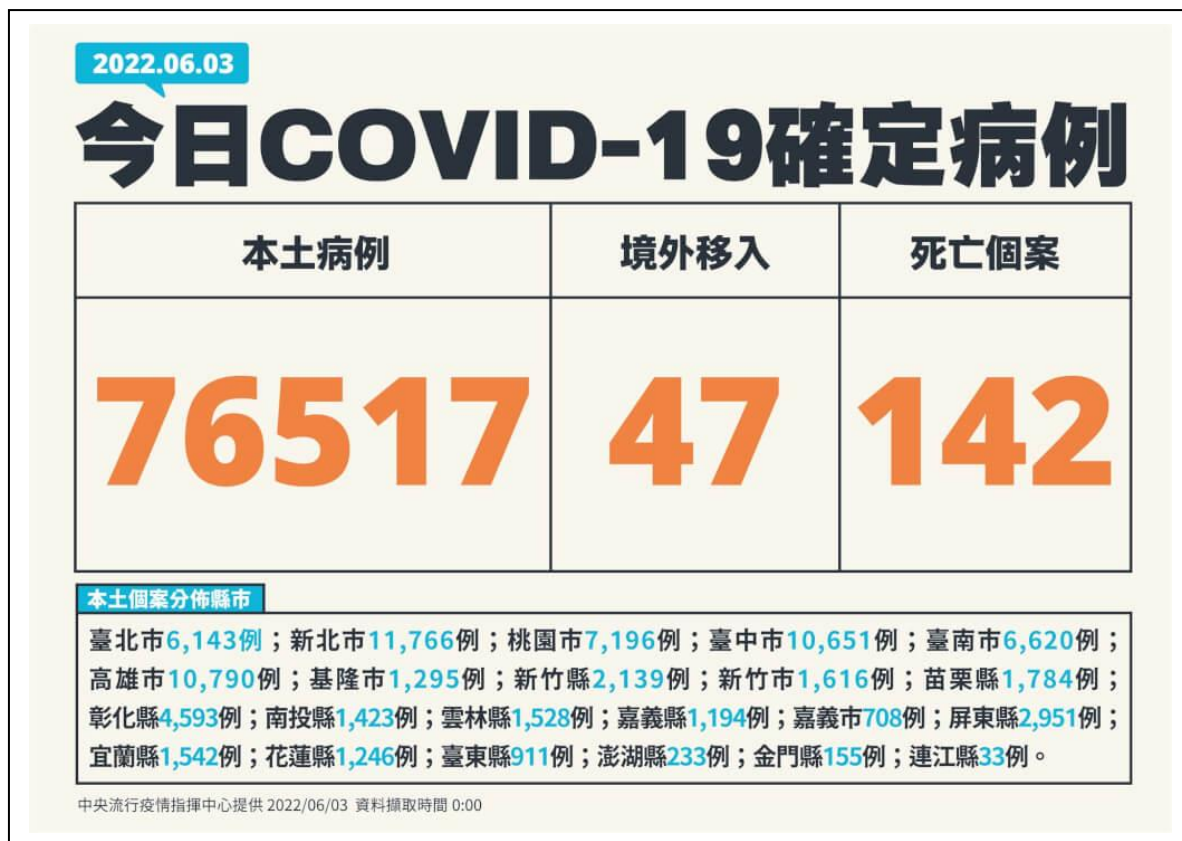 2022.06.03
今日COVID-19確定病例
本土病例
境外移入
死亡個案
76517
47
142
本土個案分佈縣市
臺北市6,143例；新北市11,766例；桃園市7,196例；臺中市10,651例；臺南市6,620例；
高雄市10,790例；基隆市1,295例；新竹縣2,139例；新竹市1,616例；苗栗縣1,784例；
彰化縣4,593例；南投縣1,423例；雲林縣1,528例；嘉義縣1,194例；嘉義市708例；屏東縣2,951例；
宜蘭縣1,542例；花蓮縣1,246例；臺東縣911例；澎湖縣233例；金門縣155例；連江縣33例。
中央流行疫情指揮中心提供 2022/06/03 資料擷取時間 0:00